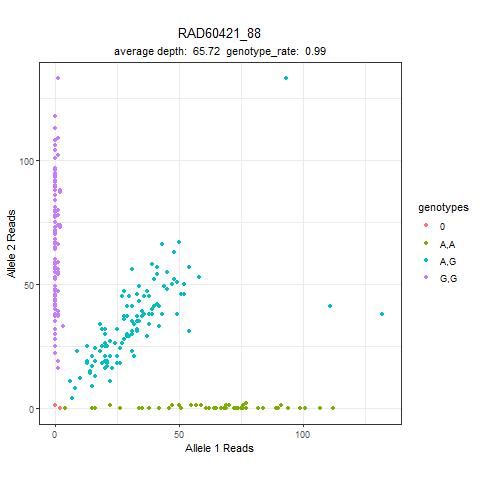 RAD60421_88
average depth: 65.72 genotype_rate: 0.99
100
50
0
0
50
100
Allele 2 Reads
Allele 1 Reads
genotypes
0
A,A
A,G
G,G